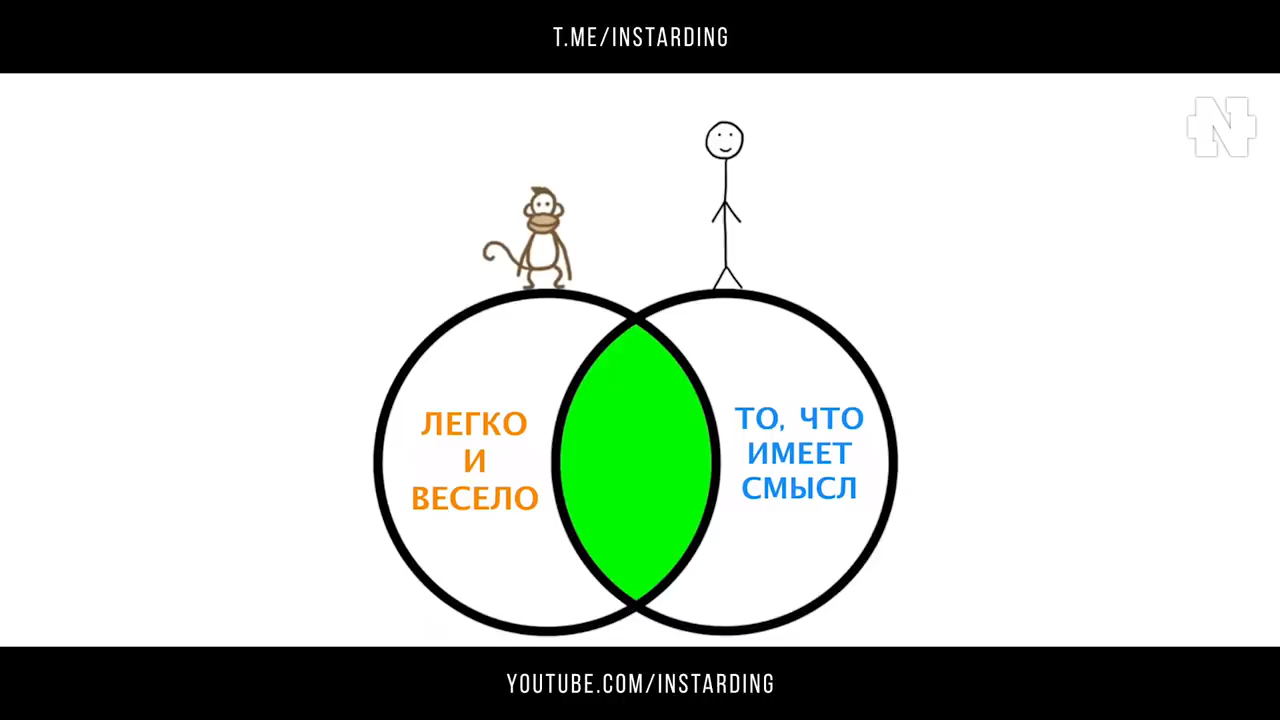 T.ME/INSTARDING
N
ЛЕГКО
И
ВЕСЕЛО
ТО, ЧТО
ИМЕЕТ
СМЫСЛ
YOUTUBE.COM/INSTARDING